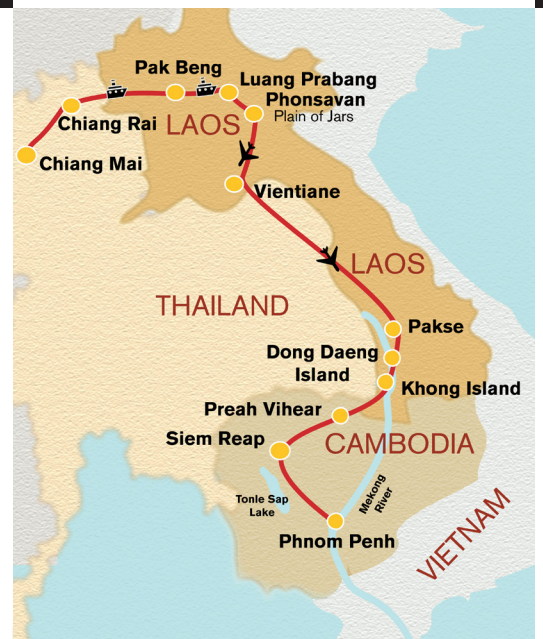 Pak Beng
Luang Prabang
Phonsavan
Plain of Jars
Chiang Rai
LAOS
Chiang Mai
Vientiane
LAOS
THAILAND
Pakse
Dong Daeng
Island
Khong Island
Preah Vihear
Siem Reap
CAMBODIA
Tonle Sap
Lake
Mekong
River
VIETNAM
Phnom Penh